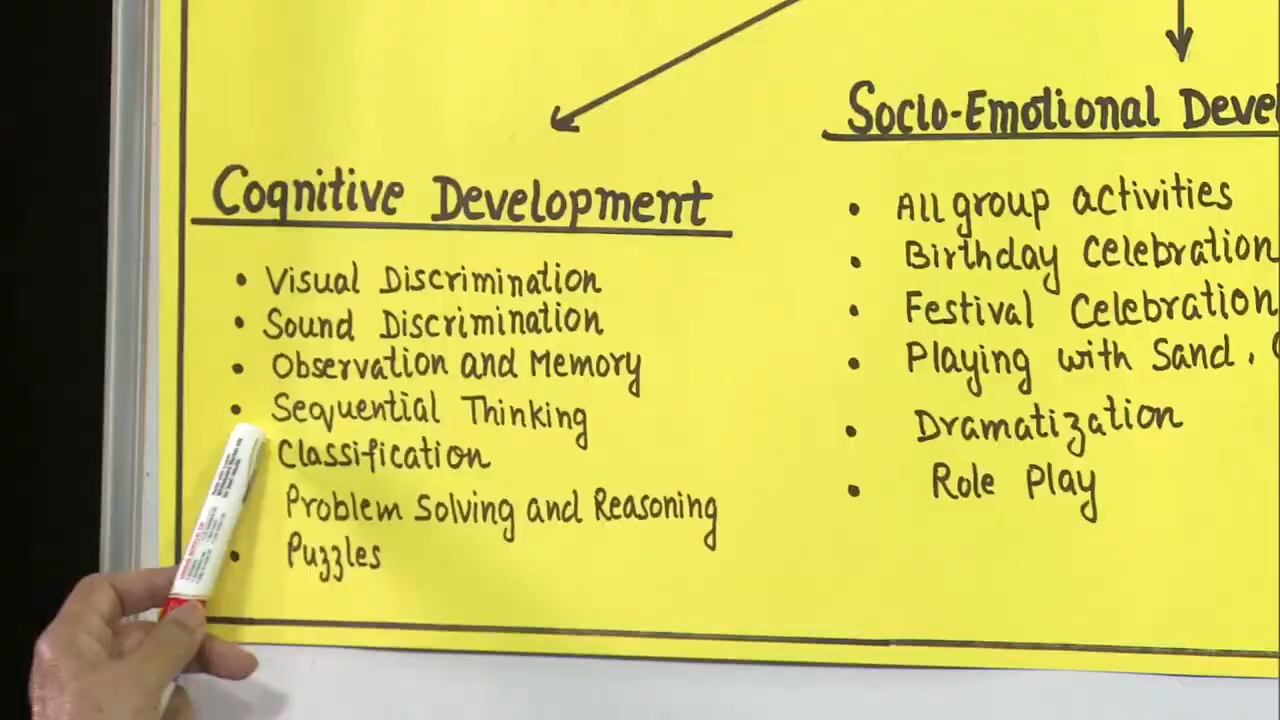 Cognitive Development
• Visual Discrimination
• Sound Discrimination
• Observation and Memory
• Sequential Thinking
Classification
Problem Solving and Reasoning
• Puzzles
Socio-Emotional Devel
• All group activities
• Birthday Celebration
• Festival Celebration
• Playing with Sand,
• Dramatization
• Role Play